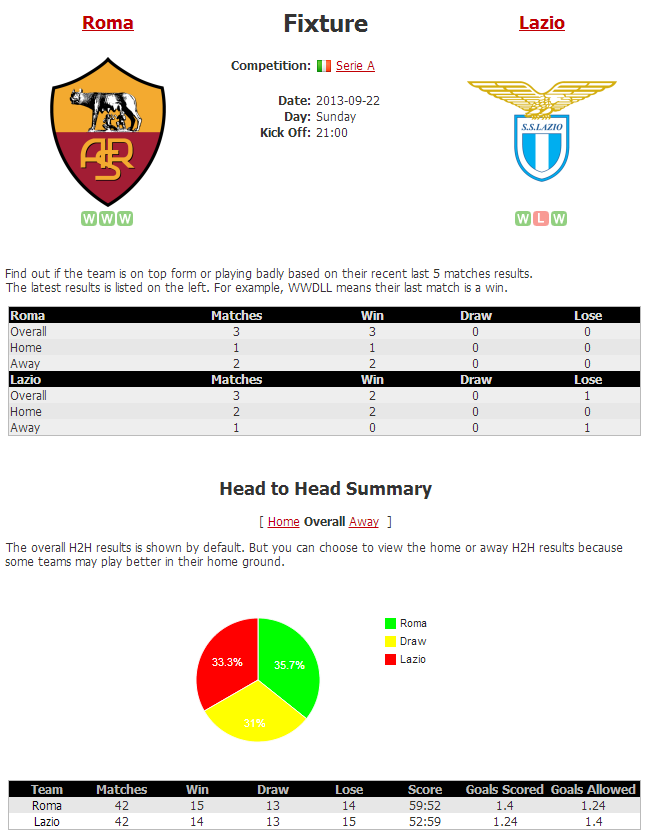 Roma
Fixture
Lazio
Competition: Serie A
Date: 2013-09-22
Day: Sunday
Kick Off: 21:00
ASR
S.S.LAZIO
W W W
W L W
Find out if the team is on top form or playing badly based on their recent last 5 matches results.
The latest results is listed on the left. For example, WWDLL means their last match is a win.
Roma Matches Win Draw Lose
Overall 3 3 0 0
Home 1 1 0 0
Away 2 2 0 0
Lazio Matches Win Draw Lose
Overall 3 2 0 1
Home 2 2 0 0
Away 1 0 0 1
Head to Head Summary
[ Home Overall Away ]
The overall H2H results is shown by default. But you can choose to view the home or away H2H results because
some teams may play better in their home ground.
Roma
Draw
Lazio
33.3%
35.7%
31%
Team Matches Win Draw Lose Score Goals Scored Goals Allowed
Roma 42 15 13 14 59:52 1.4 1.24
Lazio 42 14 13 15 52:59 1.24 1.4